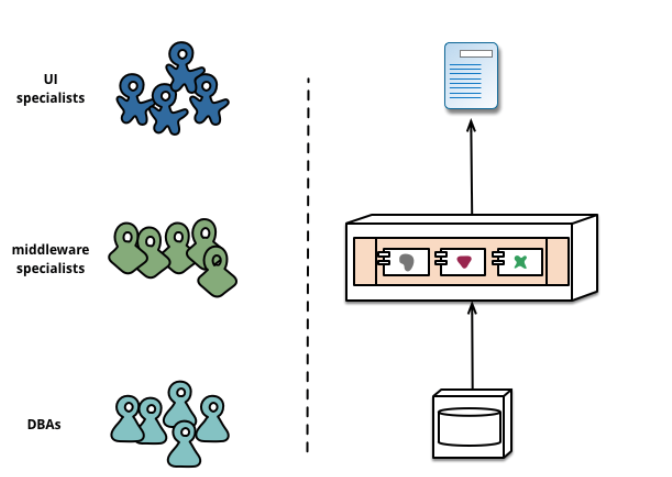 UI
specialists
middleware
specialists
DBAs